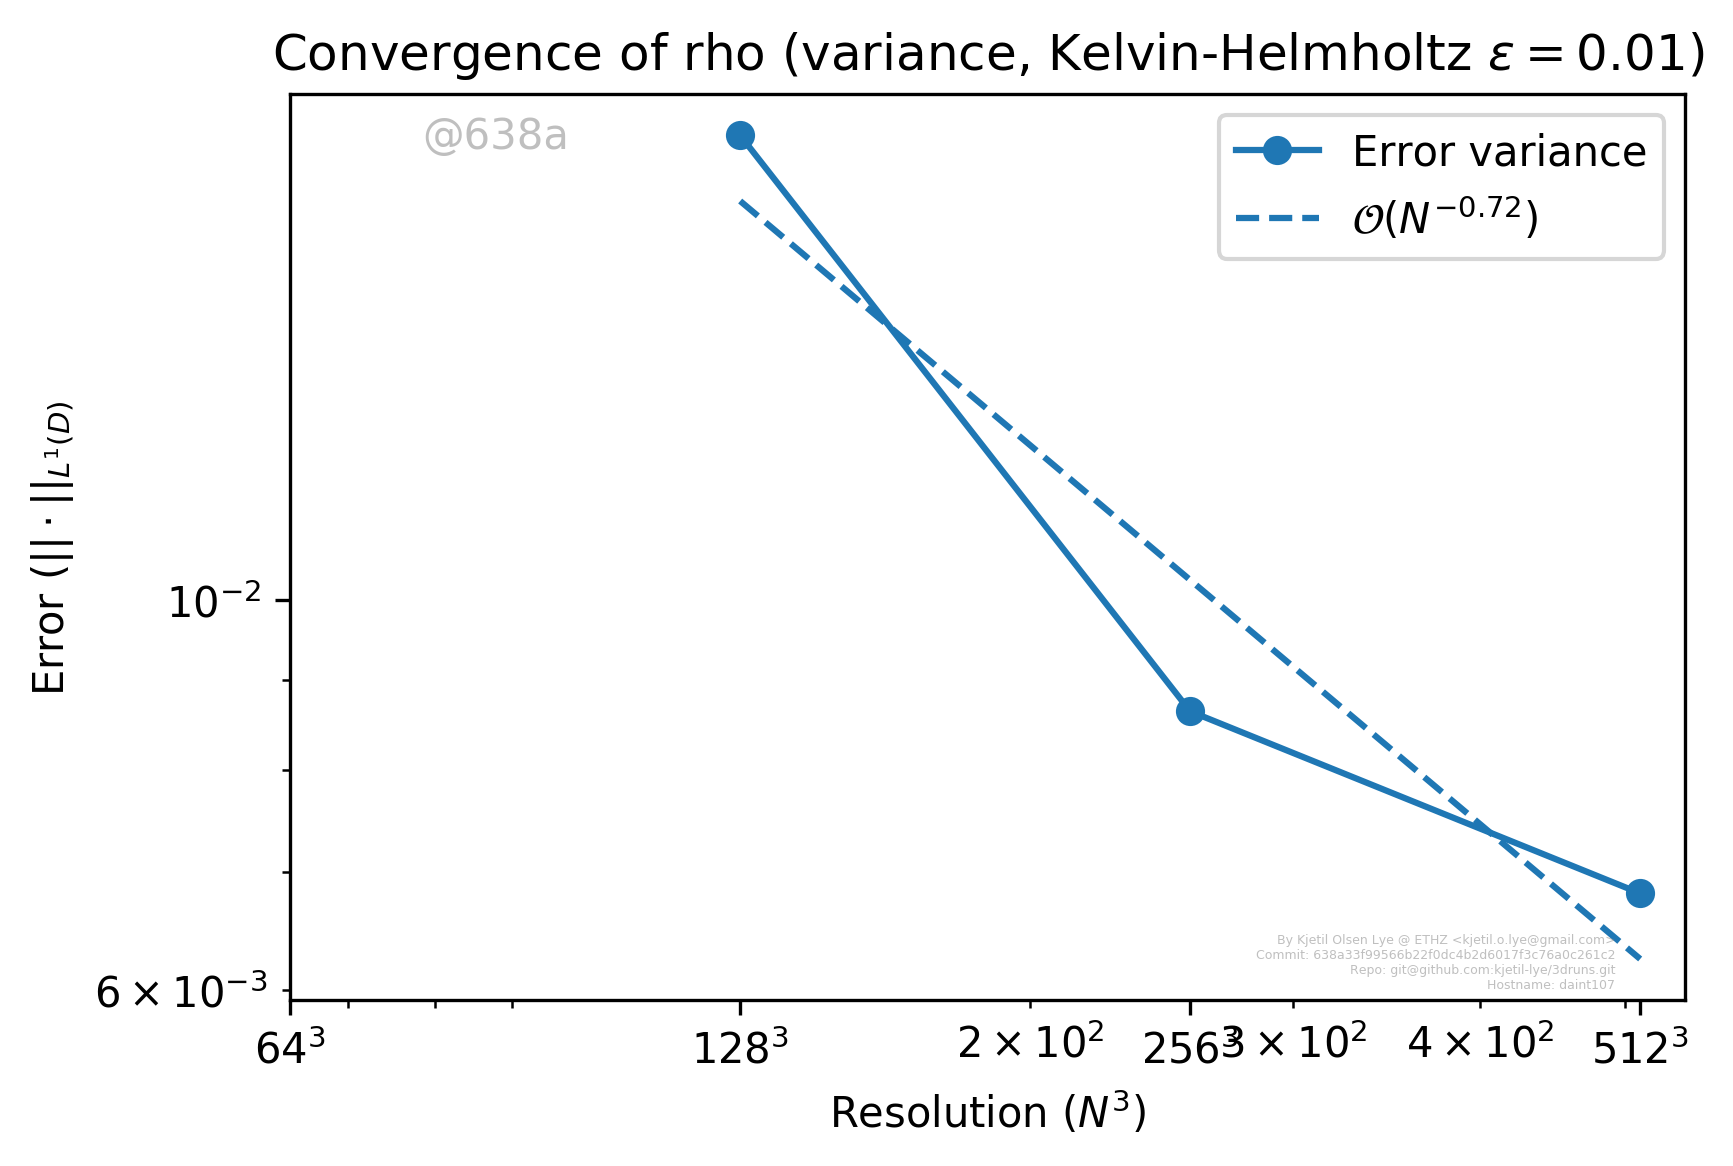 Convergence of rho (variance, Kelvin-Helmholtz ε = 0.01)
@638a
Error variance
𝒪(N⁻⁰·⁷²)
Error (|| · ||_{L¹(D)}
10⁻²
6 × 10⁻³
By Kjetil Olsen Lye @ ETHZ <kjetil.o.lye@gmail.com>
Commit: 638a33f99566b22f0dc4b2d6017f3c76a0c261c2
Repo: git@github.com:kjetil-lye/3druns.git
Hostname: daint107
64³ 128³ 2 × 10² 256³ 3 × 10² 4 × 10² 512³
Resolution (N³)